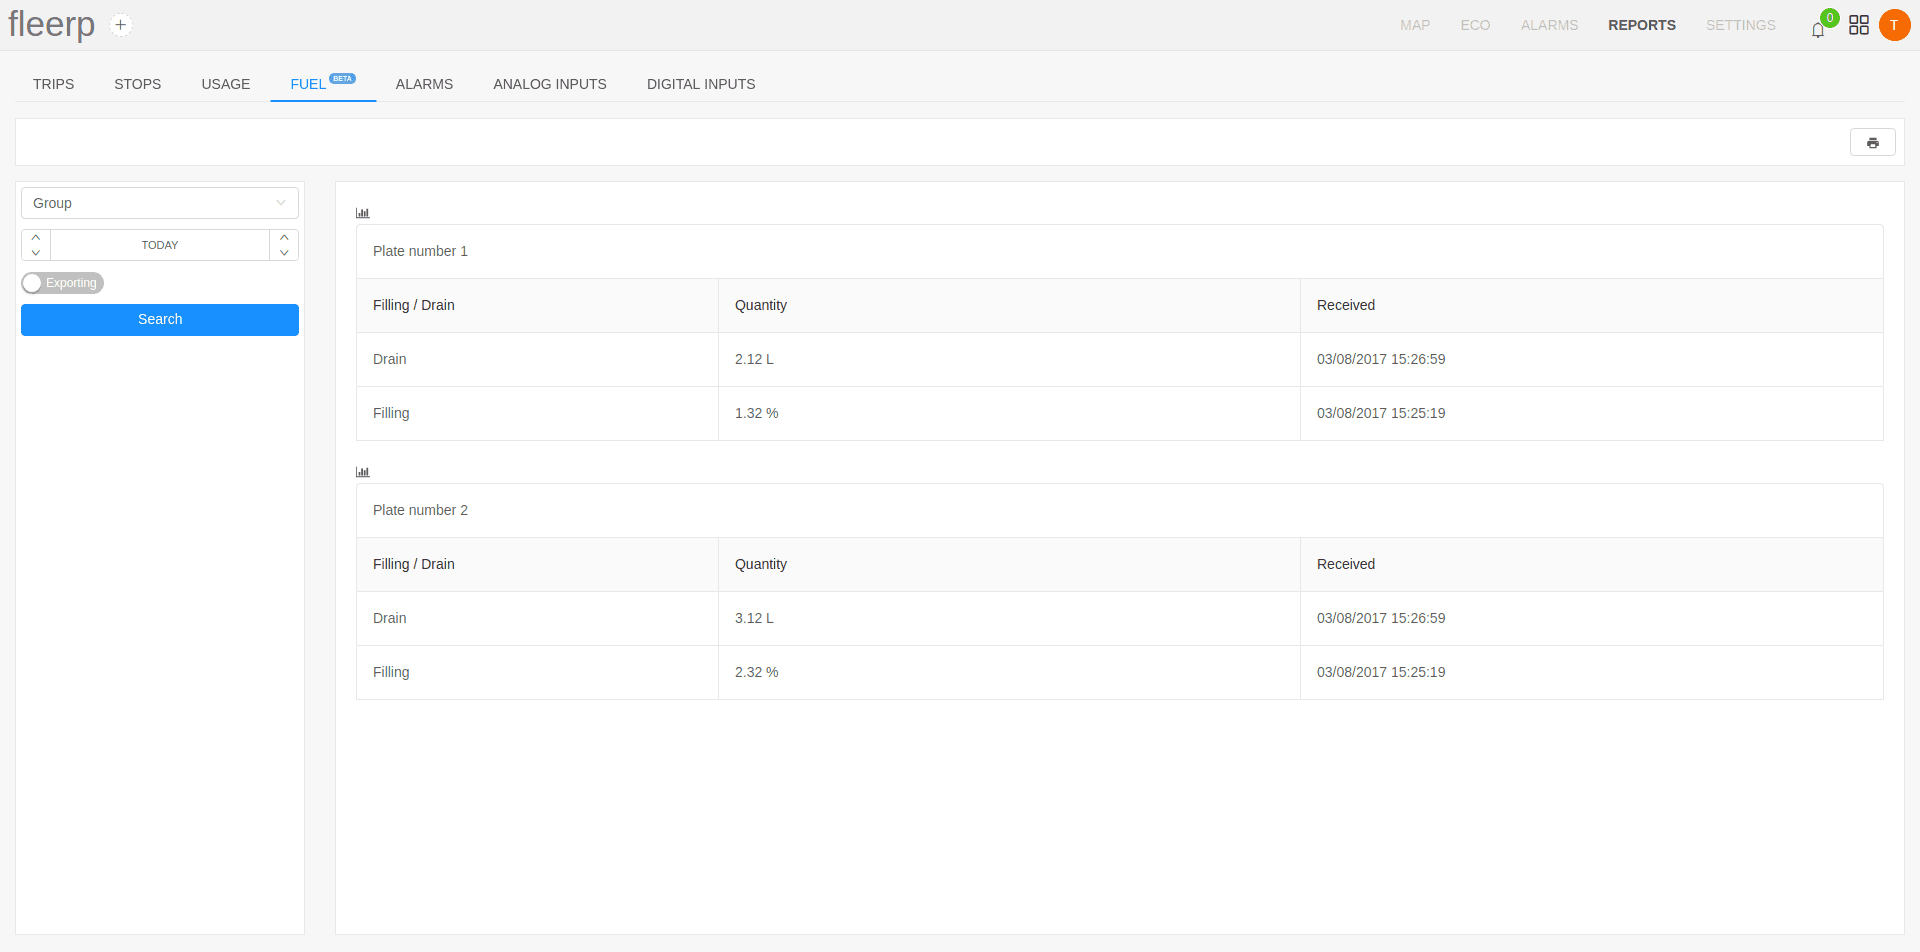 fleerp
MAP ECO ALARMS REPORTS SETTINGS 0 T
TRIPS STOPS USAGE FUEL BETA ALARMS ANALOG INPUTS DIGITAL INPUTS
Group
TODAY
Exporting
Search
Plate number 1
Filling / Drain Quantity Received
Drain 2.12 L 03/08/2017 15:26:59
Filling 1.32 % 03/08/2017 15:25:19
Plate number 2
Filling / Drain Quantity Received
Drain 3.12 L 03/08/2017 15:26:59
Filling 2.32 % 03/08/2017 15:25:19